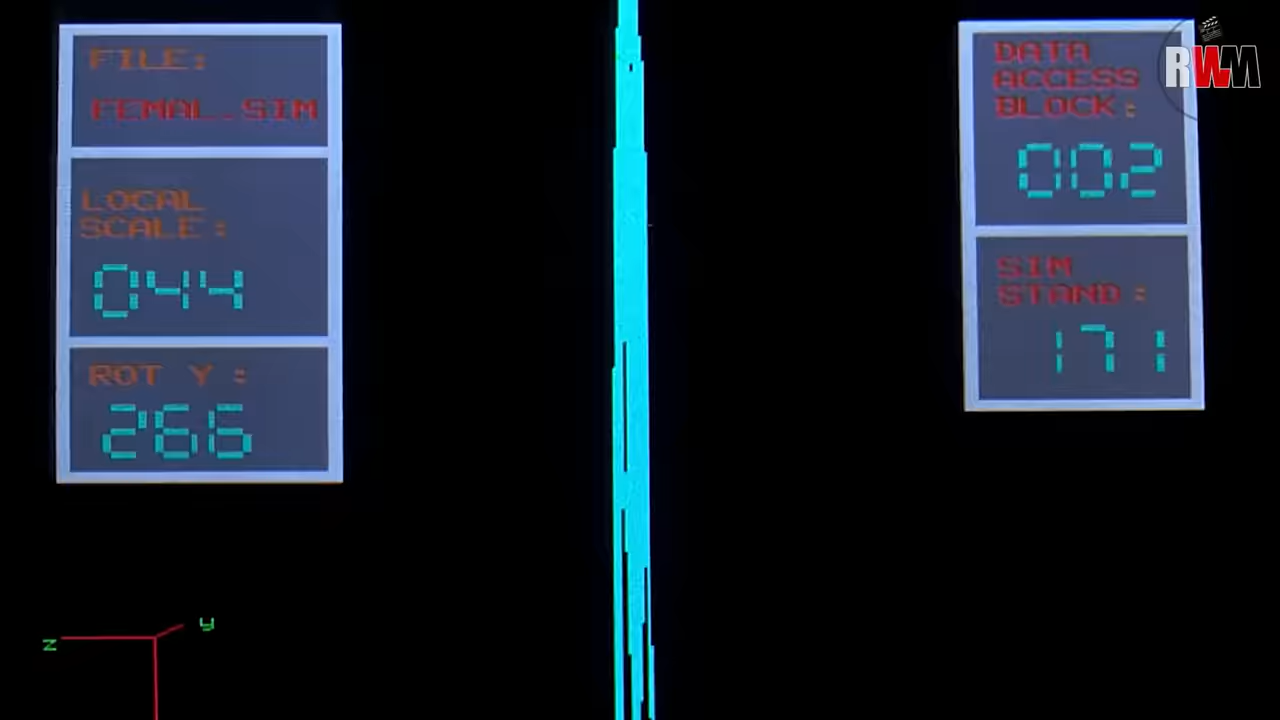 FILE:
FEMAL.SIM
LOCAL
SCALE:
044
ROT Y:
266
DATA
ACCESS
BLOCK:
002
SIM
STAND:
171
RWM
z
y